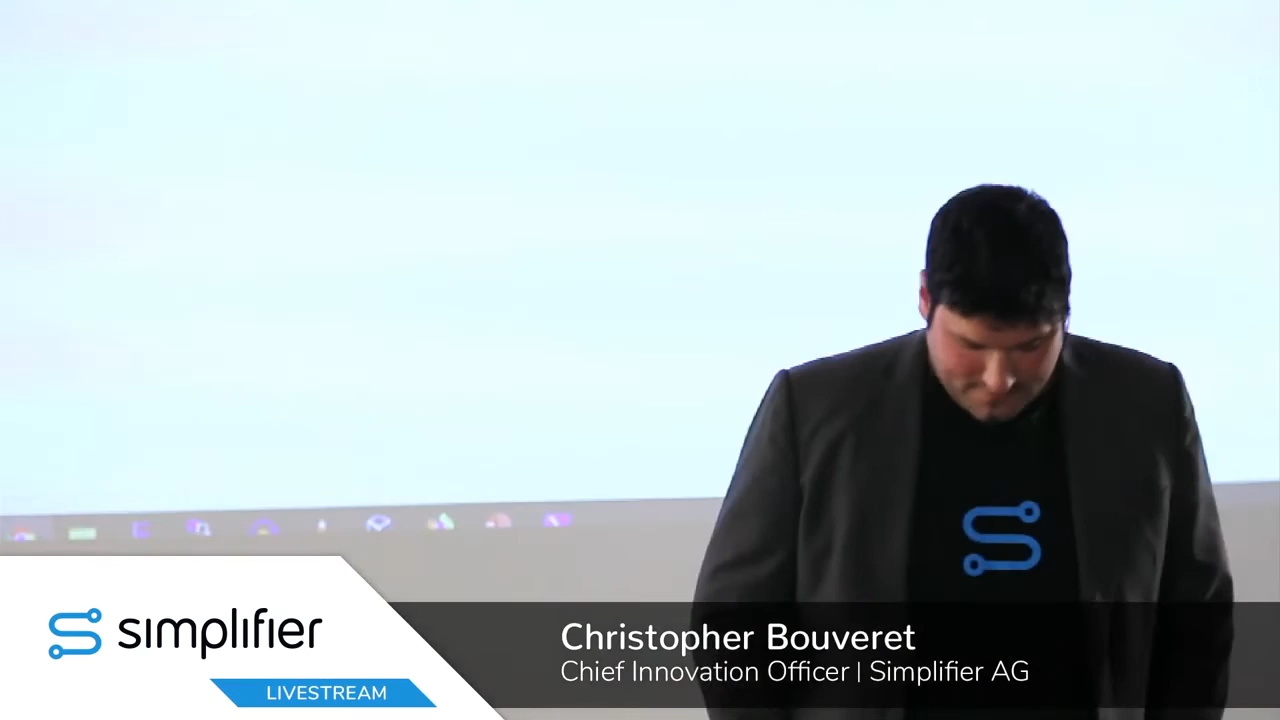 simplifier
LIVESTREAM
Christopher Bouveret
Chief Innovation Officer | Simplifier AG